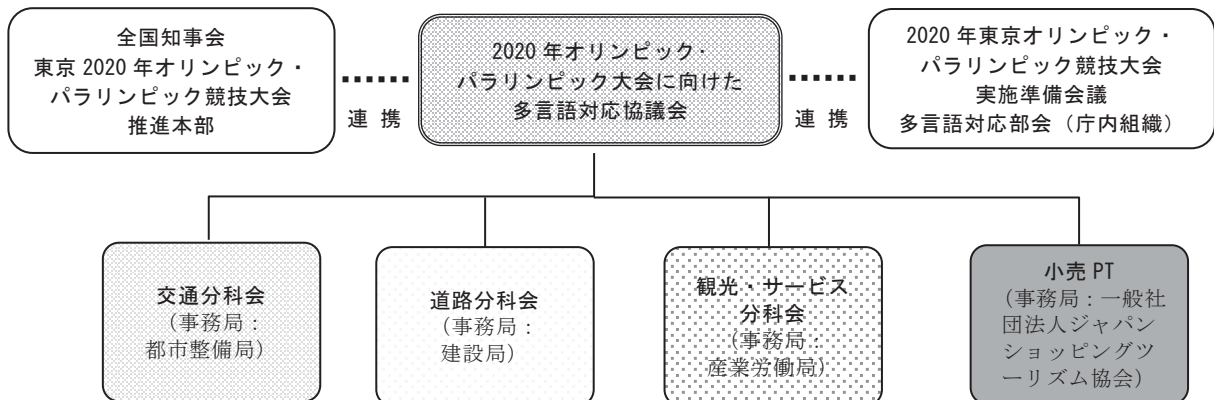 全国知事会
東京 2020 年オリンピック・
パラリンピック競技大会
推進本部
連 携
2020 年オリンピック・
パラリンピック大会に向けた
多言語対応協議会
連 携
2020 年東京オリンピック・
パラリンピック競技大会
実施準備会議
多言語対応部会（庁内組織）
交通分科会
（事務局：
都市整備局）
道路分科会
（事務局：
建設局）
観光・サービス
分科会
（事務局：
産業労働局）
小売 PT
（事務局：一般社
団法人ジャパン
ショッピングツ
ーリズム協会）